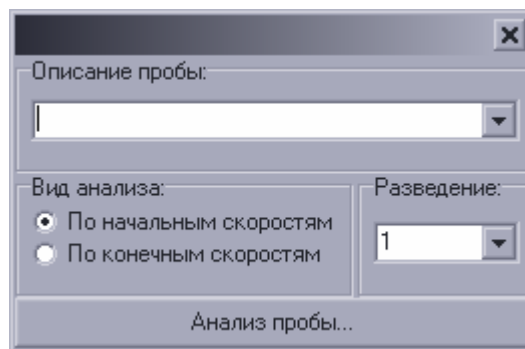 Описание пробы:
Вид анализа:
По начальным скоростям
По конечным скоростям
Разведение:
1
Анализ пробы...